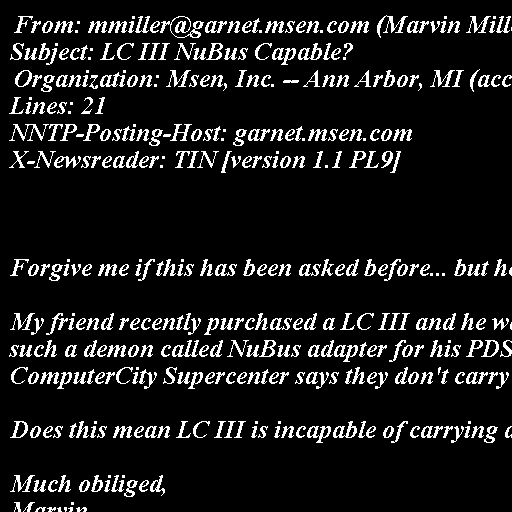 From: mmiller@garnet.msen.com (Marvin Mill
Subject: LC III NuBus Capable?
Organization: Msen, Inc. -- Ann Arbor, MI (acc
Lines: 21
NNTP-Posting-Host: garnet.msen.com
X-Newsreader: TIN [version 1.1 PL9]
Forgive me if this has been asked before... but
My friend recently purchased a LC III and he
such a demon called NuBus adapter for his PDS
ComputerCity Supercenter says they don't carry
Does this mean LC III is incapable of carrying
Much obiliged,
Marvin